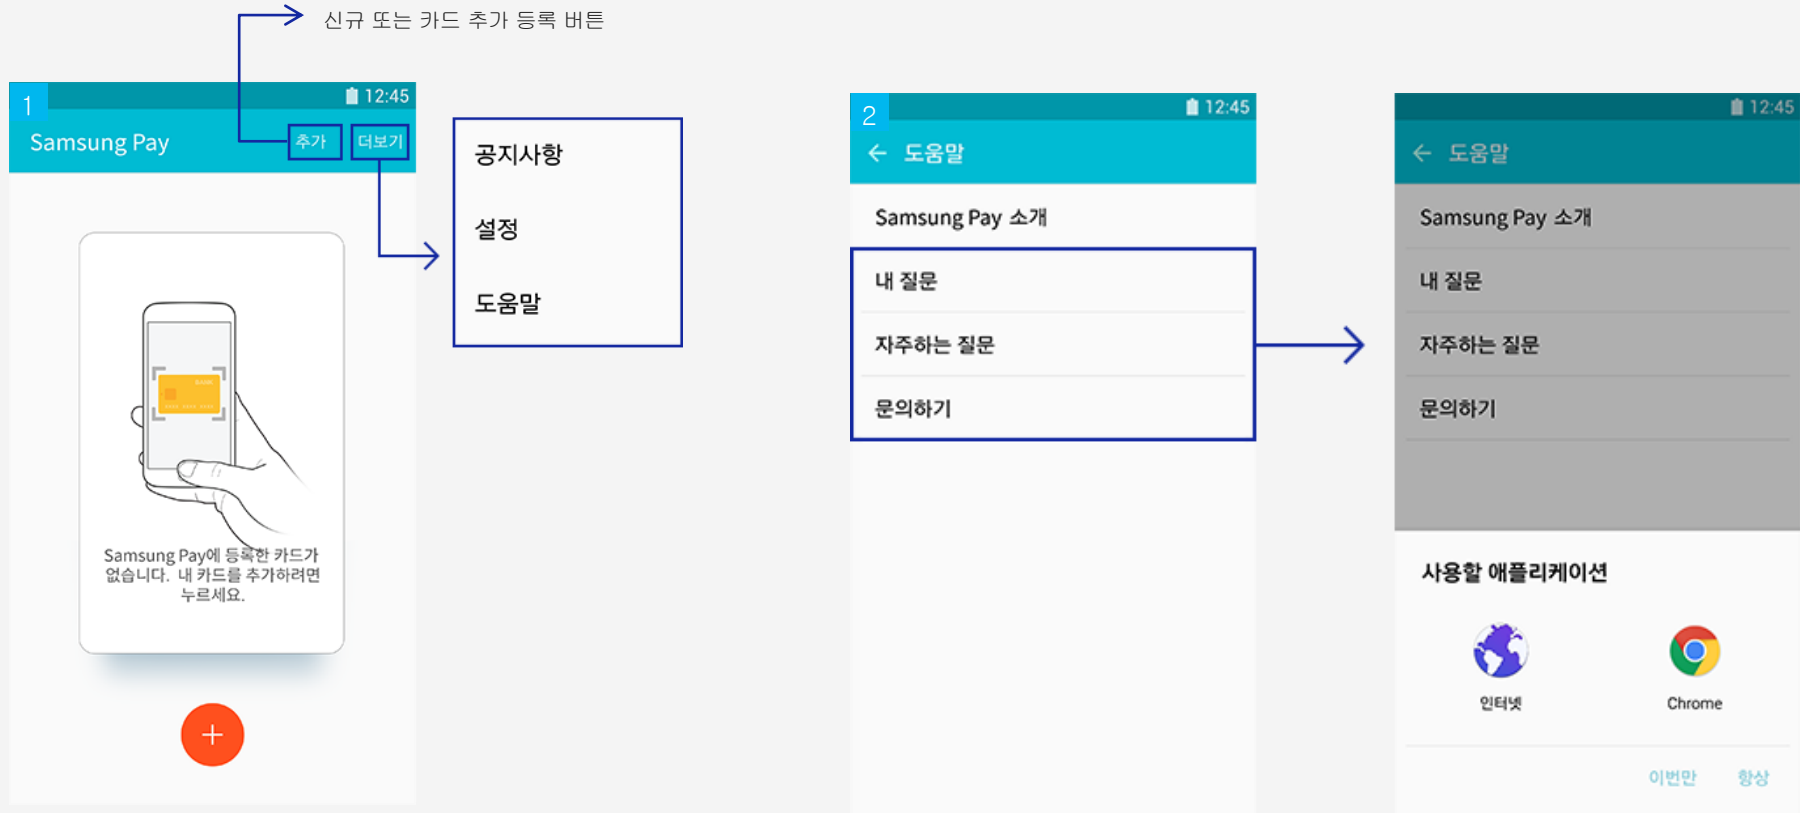 신규 또는 카드 추가 등록 버튼
1
12:45
Samsung Pay
추가
더보기
공지사항
설정
도움말
Samsung Pay에 등록한 카드가
없습니다. 내 카드를 추가하려면
누르세요.
2
12:45
도움말
Samsung Pay 소개
내 질문
자주하는 질문
문의하기
12:45
도움말
Samsung Pay 소개
내 질문
자주하는 질문
문의하기
사용할 애플리케이션
인터넷
Chrome
이번만
항상